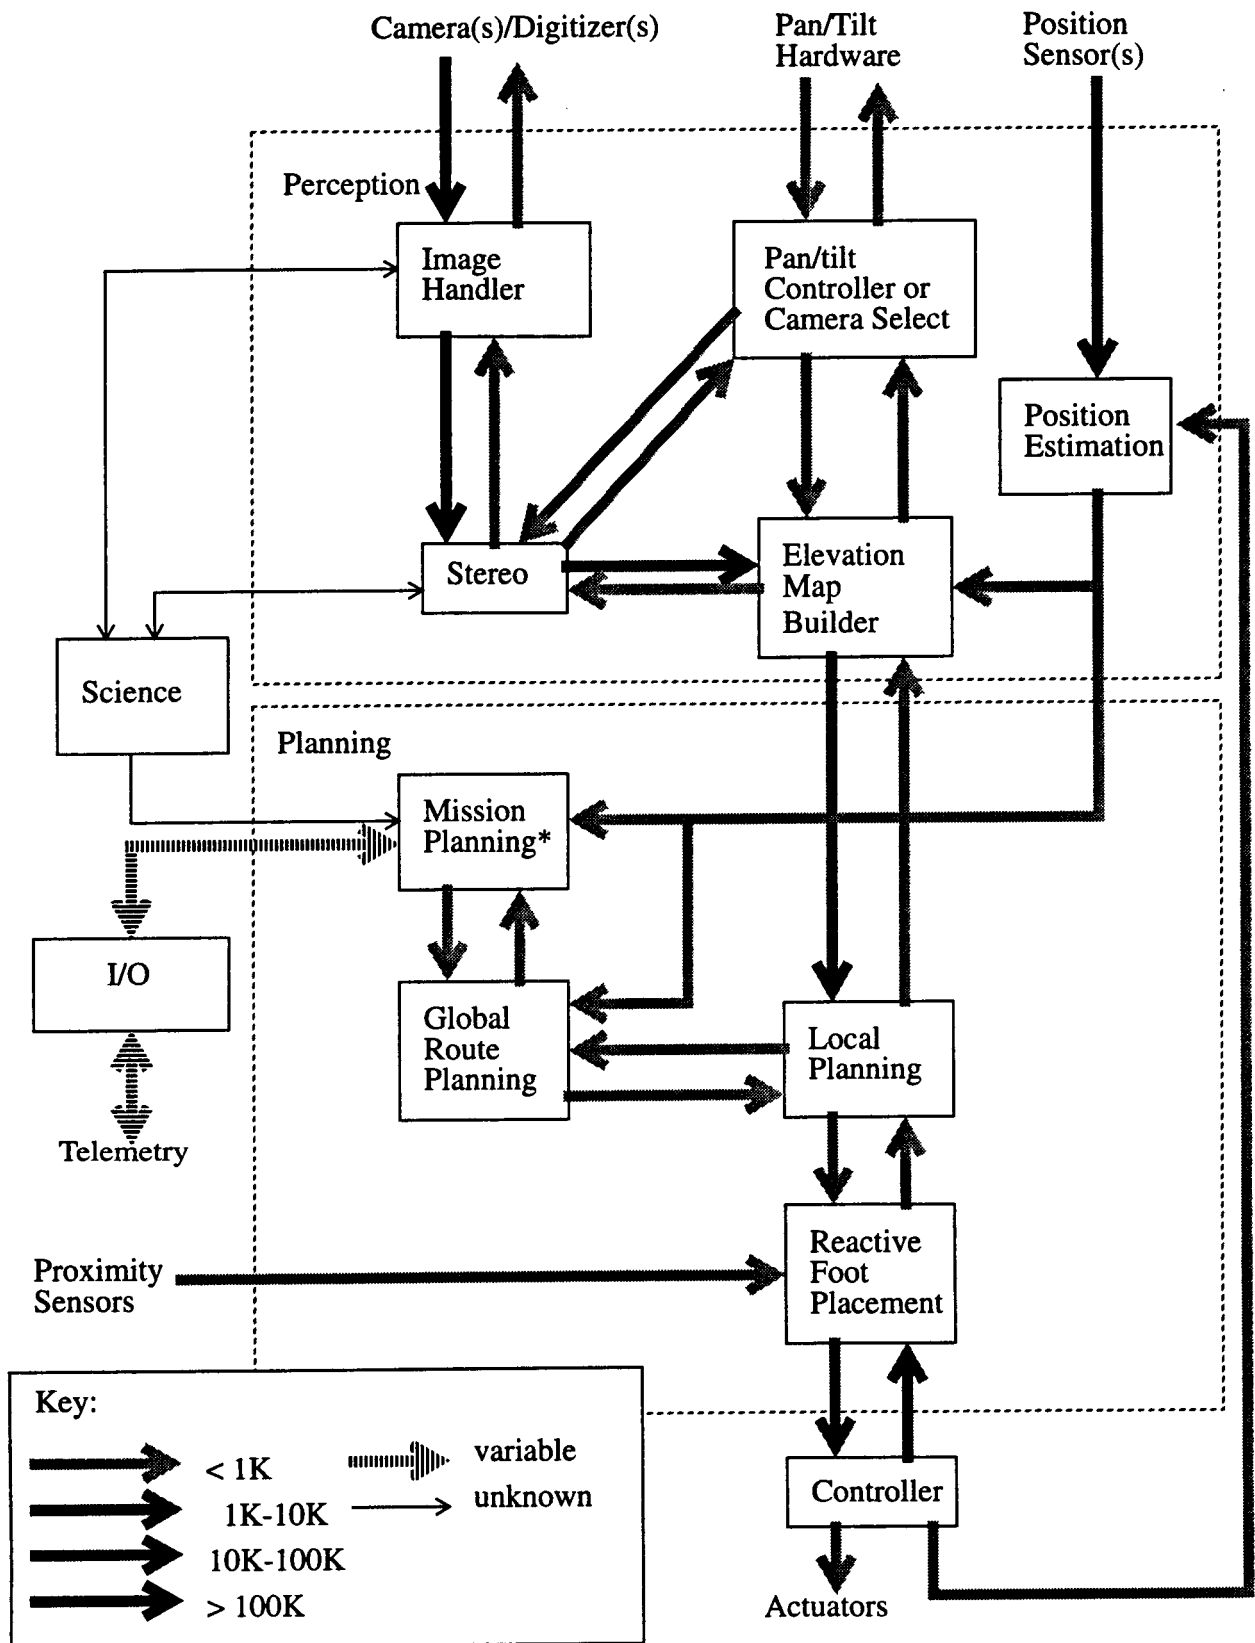 Camera(s)/Digitizer(s)
Pan/Tilt
Hardware
Position
Sensor(s)
Perception
Image
Handler
Pan/tilt
Controller or
Camera Select
Position
Estimation
Stereo
Elevation
Map
Builder
Science
Planning
Mission
Planning*
I/O
Global
Route
Planning
Local
Planning
Telemetry
Reactive
Foot
Placement
Proximity
Sensors
Key:
< 1K
1K-10K
10K-100K
> 100K
variable
unknown
Controller
Actuators